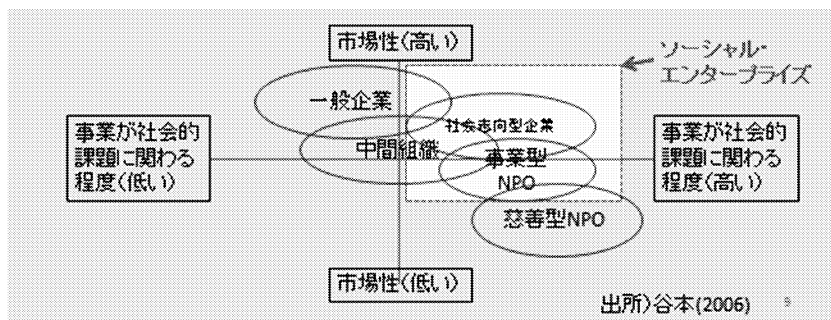 市場性(高い)
ソーシャル・
エンタープライズ
一般企業
社会志向型企業
事業が社会的
課題に関わる
程度(低い)
中間組織
事業型
NPO
事業が社会的
課題に関わる
程度(高い)
慈善型NPO
市場性(低い)
出所)谷本(2006)
9